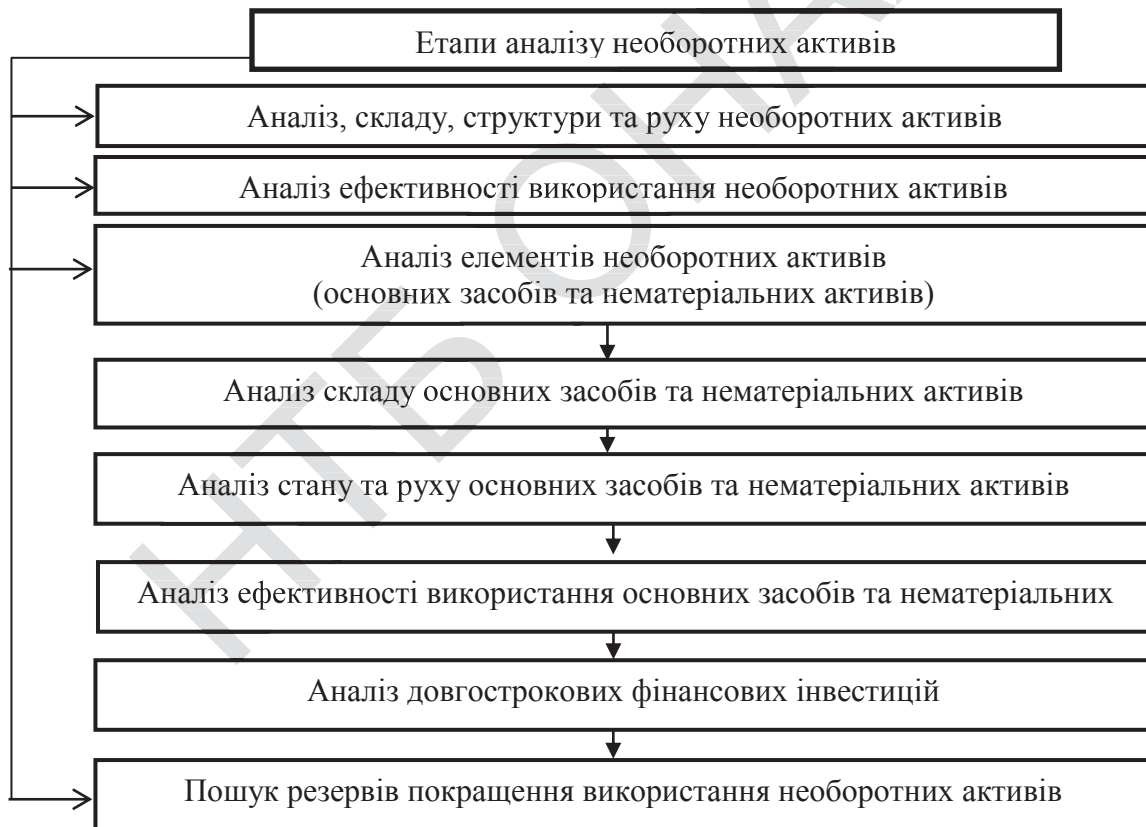 Етапи аналізу необоротних активів
Аналіз, складу, структури та руху необоротних активів
Аналіз ефективності використання необоротних активів
Аналіз елементів необоротних активів
(основних засобів та нематеріальних активів)
Аналіз складу основних засобів та нематеріальних активів
Аналіз стану та руху основних засобів та нематеріальних активів
Аналіз ефективності використання основних засобів та нематеріальних
Аналіз довгострокових фінансових інвестицій
Пошук резервів покращення використання необоротних активів
НТБ ОНА